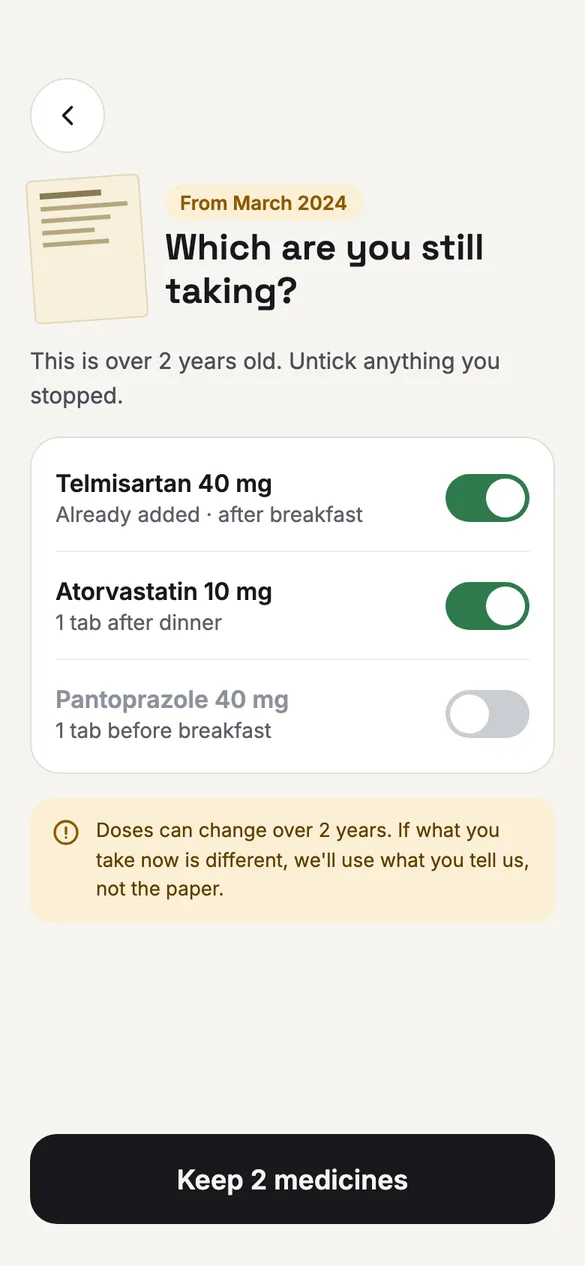 From March 2024
Which are you still
taking?
This is over 2 years old. Untick anything you
stopped.
Telmisartan 40 mg
Already added · after breakfast
Atorvastatin 10 mg
1 tab after dinner
Pantoprazole 40 mg
1 tab before breakfast
Doses can change over 2 years. If what you
take now is different, we'll use what you tell us,
not the paper.
Keep 2 medicines